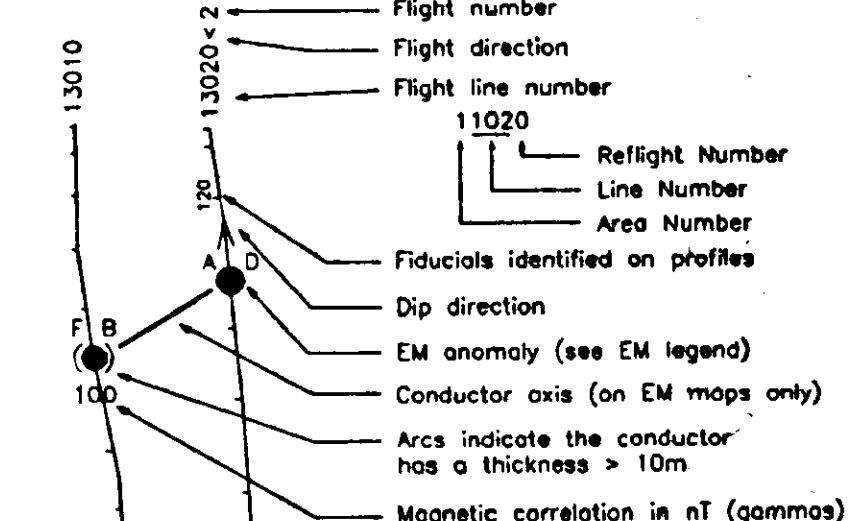 13010
13020 < 2
Flight number
Flight direction
Flight line number
11020
Reflight Number
Line Number
Area Number
120
Fiducials identified on profiles
A D
Dip direction
F B
EM anomaly (see EM legend)
( )
100
Conductor axis (on EM maps only)
Arcs indicate the conductor
has a thickness > 10m
Magnetic correlation in nT (gammas)